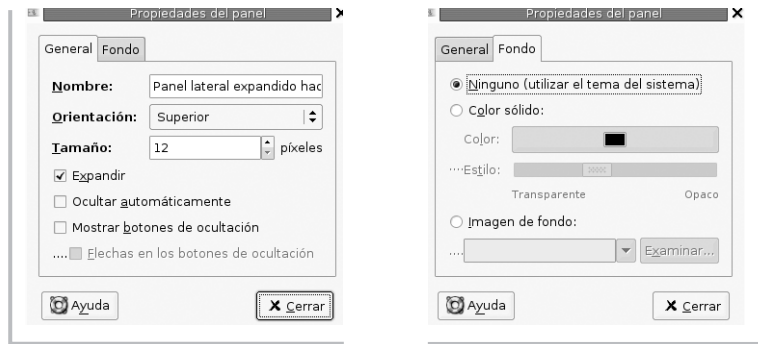 Propiedades del panel
General Fondo
Nombre: Panel lateral expandido hac
Orientación: Superior
Tamaño: 12 píxeles
Expandir
Ocultar automáticamente
Mostrar botones de ocultación
Flechas en los botones de ocultación
Ayuda Cerrar
Propiedades del panel
General Fondo
Ninguno (utilizar el tema del sistema)
Color sólido:
Color:
Estilo:
Transparente Opaco
Imagen de fondo:
Examinar...
Ayuda Cerrar